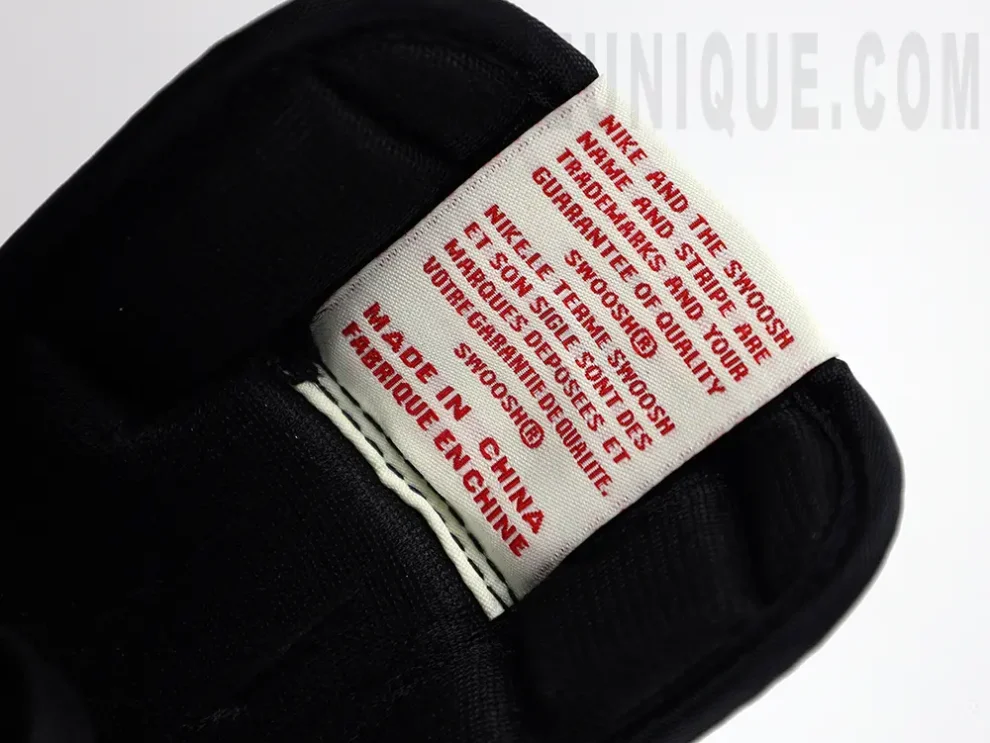 UNIQUE.COM
NIKE AND THE SWOOSH
NAME AND STRIPE ARE
TRADEMARKS AND YOUR
GUARANTEE OF QUALITY
SWOOSH®
NIKE.LE TERME SWOOSH
ET SON SIGLE SONT DES
MARQUES DEPOSEES ET
VOTRE GARANTIE DE QUALITE.
SWOOSH®
MADE IN CHINA
FABRIQUE EN CHINE